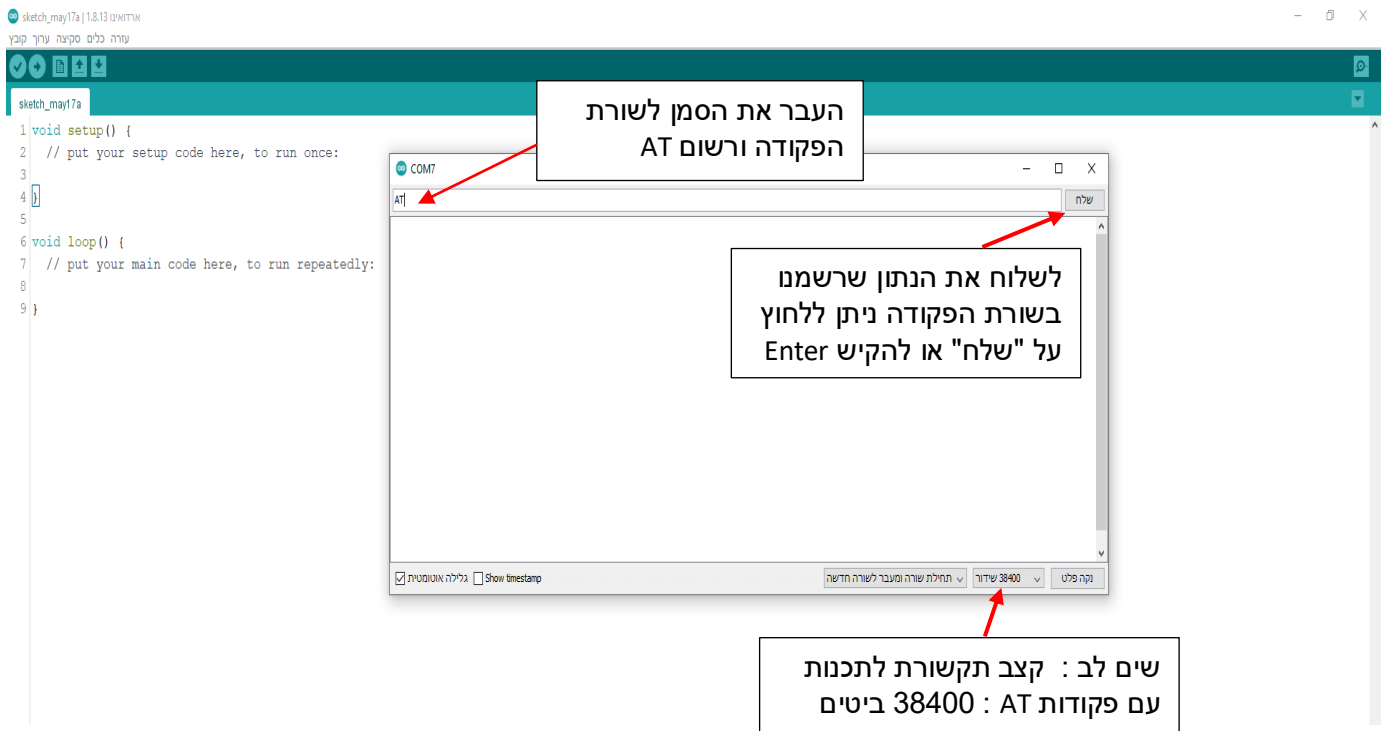 sketch_may17a | 1.8.13 ארדואינו
קובץ ערוך סקיצה כלים עזרה
sketch_may17a
1 void setup() {
2 // put your setup code here, to run once:
3
4 }
5
6 void loop() {
7 // put your main code here, to run repeatedly:
8
9 }
העבר את הסמן לשורת
הפקודה ורשום AT
COM7
AT
שלח
לשלוח את הנתון שרשמנו
בשורת הפקודה ניתן ללחוץ
על "שלח" או להקיש Enter
גלילה אוטומטית
Show timestamp
תחילת שורה ומעבר לשורה חדשה
38400 שידור
נקה פלט
שים לב : קצב תקשורת לתכנות
עם פקודות AT : 38400 ביטים